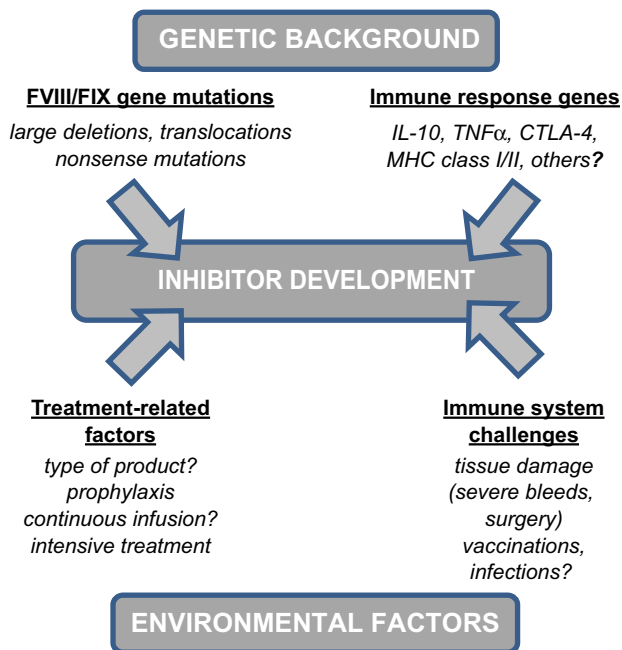 GENETIC BACKGROUND
FVIII/FIX gene mutations
large deletions, translocations
nonsense mutations
Immune response genes
IL-10, TNFα, CTLA-4,
MHC class I/II, others?
INHIBITOR DEVELOPMENT
Treatment-related
factors
type of product?
prophylaxis
continuous infusion?
intensive treatment
Immune system
challenges
tissue damage
(severe bleeds,
surgery)
vaccinations,
infections?
ENVIRONMENTAL FACTORS